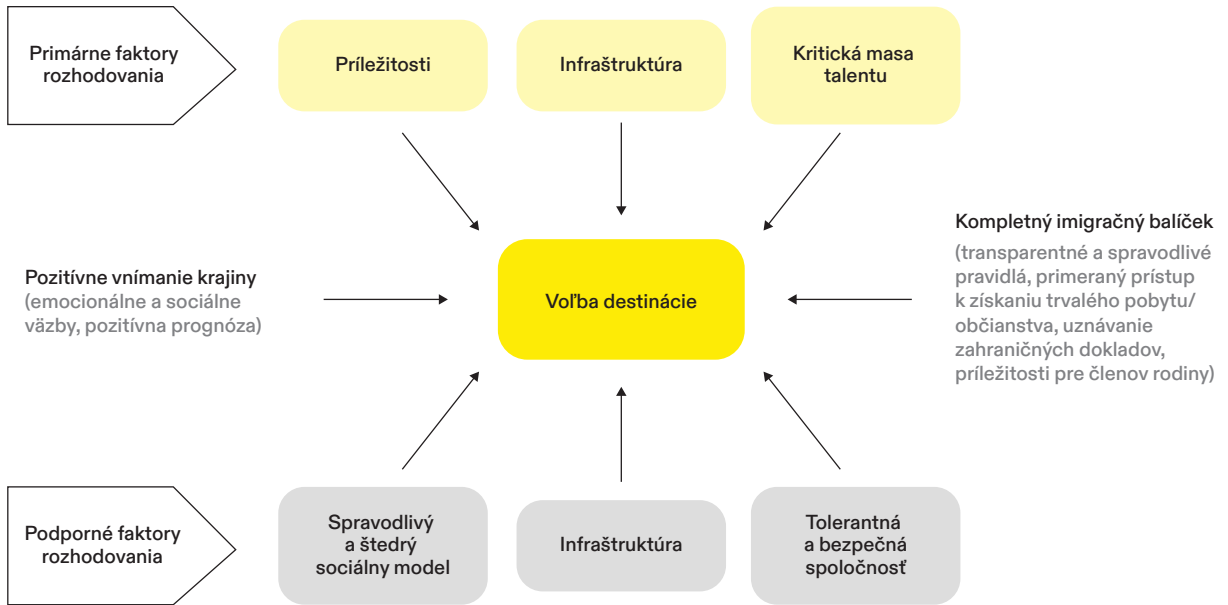 Primárne faktory
rozhodovania
Príležitosti
Infraštruktúra
Kritická masa
talentu
Pozitívne vnímanie krajiny
(emocionálne a sociálne
väzby, pozitívna prognóza)
Voľba destinácie
Kompletný imigračný balíček
(transparentné a spravodlivé
pravidlá, primeraný prístup
k získaniu trvalého pobytu/
občianstva, uznávanie
zahraničných dokladov,
príležitosti pre členov rodiny)
Podporné faktory
rozhodovania
Spravodlivý
a štedrý
sociálny model
Infraštruktúra
Tolerantná
a bezpečná
spoločnosť